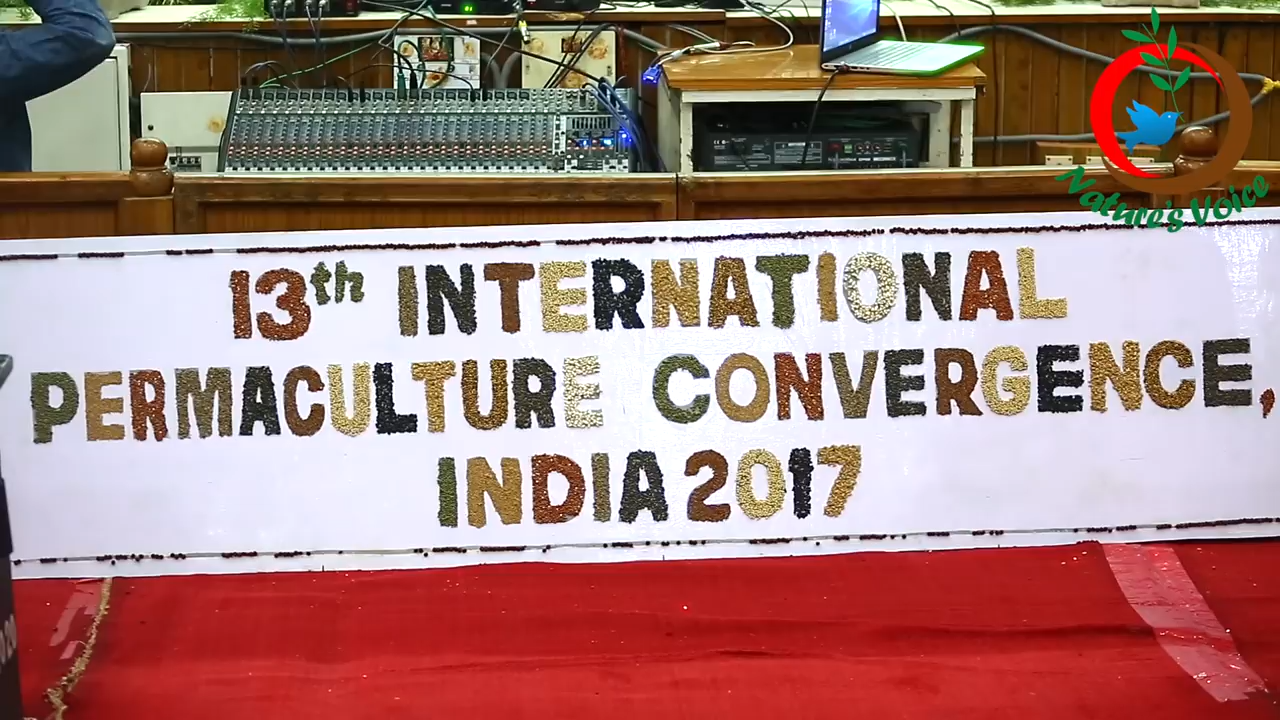 Nature's Voice
13th INTERNATIONAL
PERMACULTURE CONVERGENCE,
INDIA 2017